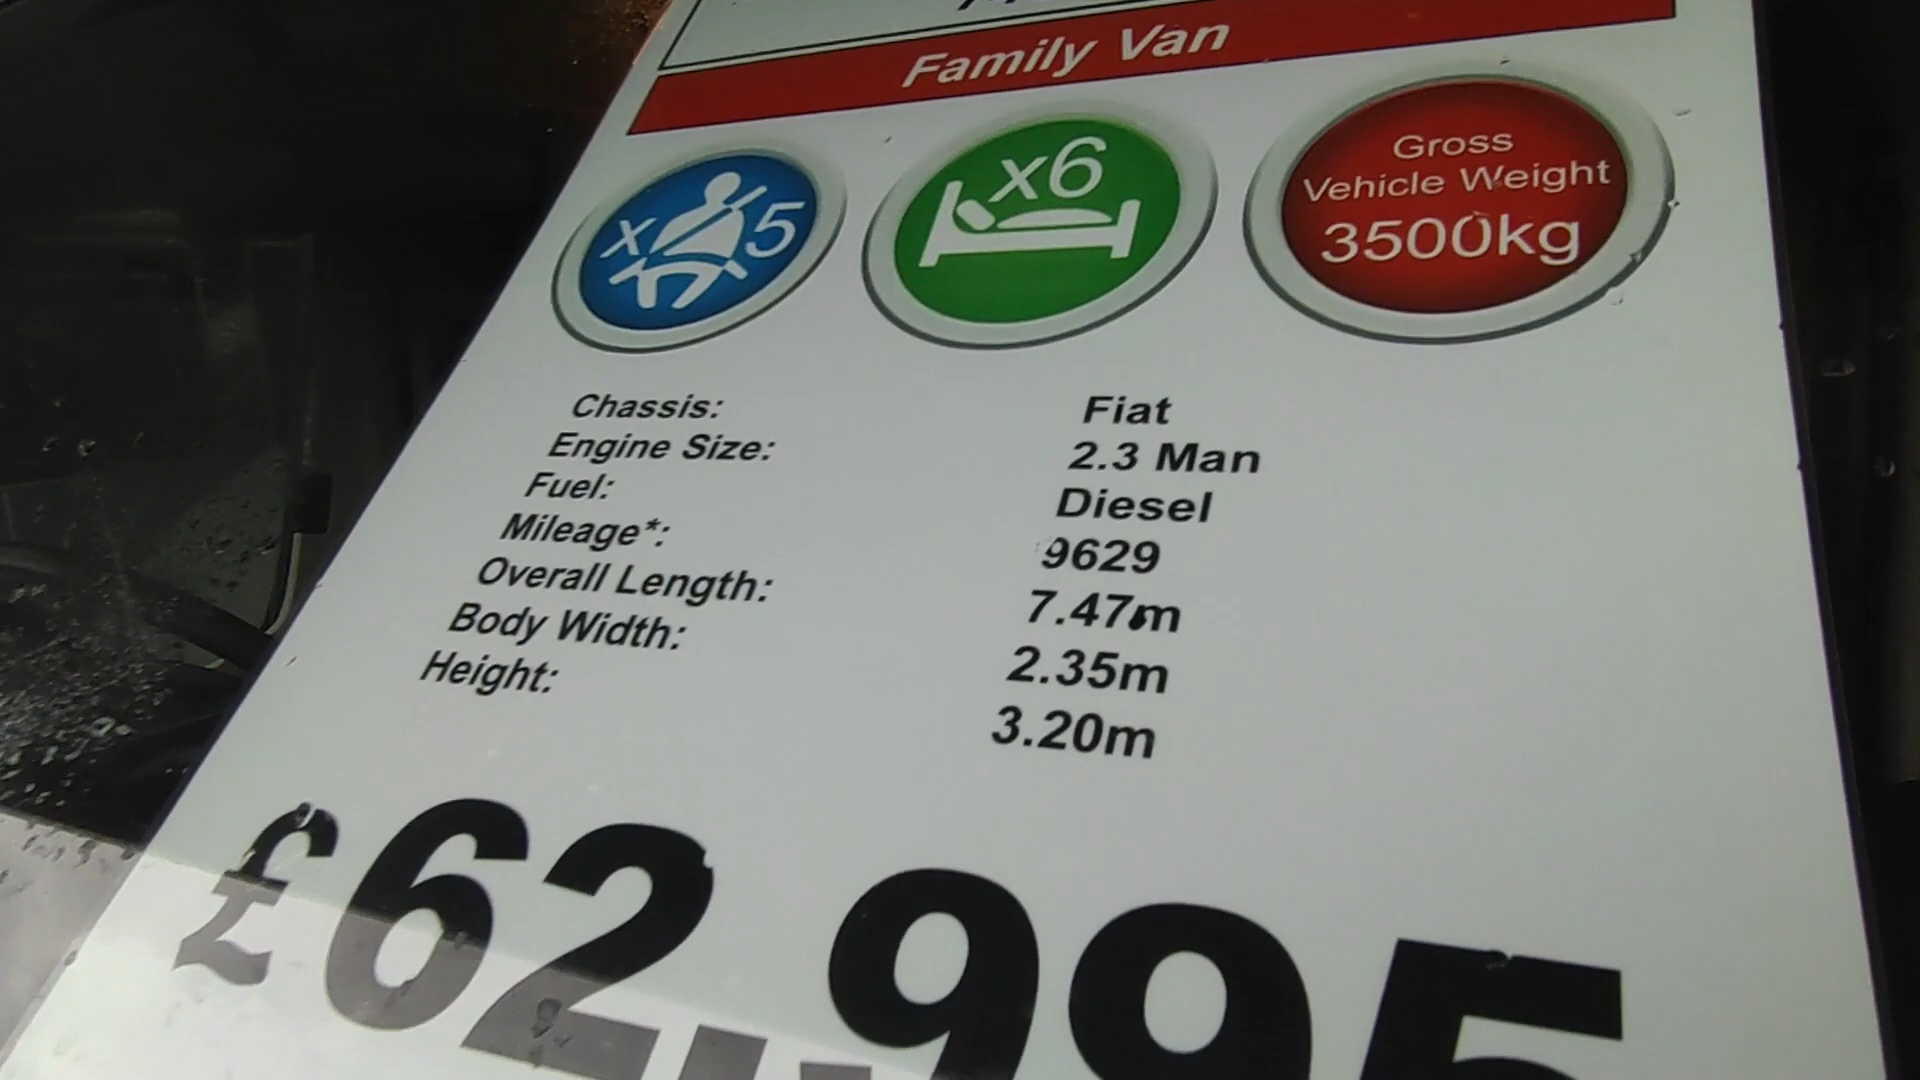 Family Van
x5
x6
Gross
Vehicle Weight
3500kg
Chassis: Fiat
Engine Size: 2.3 Man
Fuel: Diesel
Mileage*: 9629
Overall Length: 7.47m
Body Width: 2.35m
Height: 3.20m
£62,995